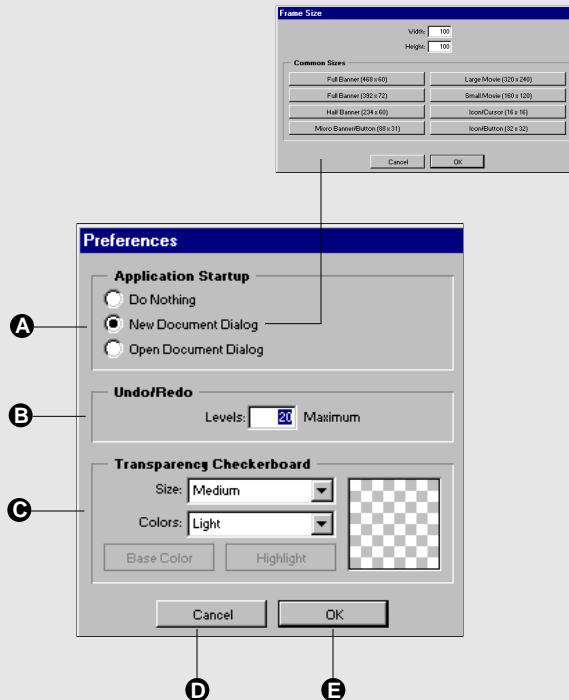 Frame Size
Width: 100
Height: 100
Common Sizes
Full Banner (468 x 60) Large Movie (320 x 240)
Full Banner (392 x 72) Small Movie (160 x 120)
Half Banner (234 x 60) Icon/Cursor (16 x 16)
Micro Banner/Button (88 x 31) Icon/Button (32 x 32)
Cancel OK
Preferences
Application Startup
Do Nothing
A New Document Dialog
Open Document Dialog
Undo/Redo
B Levels: 20 Maximum
Transparency Checkerboard
Size: Medium
C Colors: Light
Base Color Highlight
Cancel OK
D E